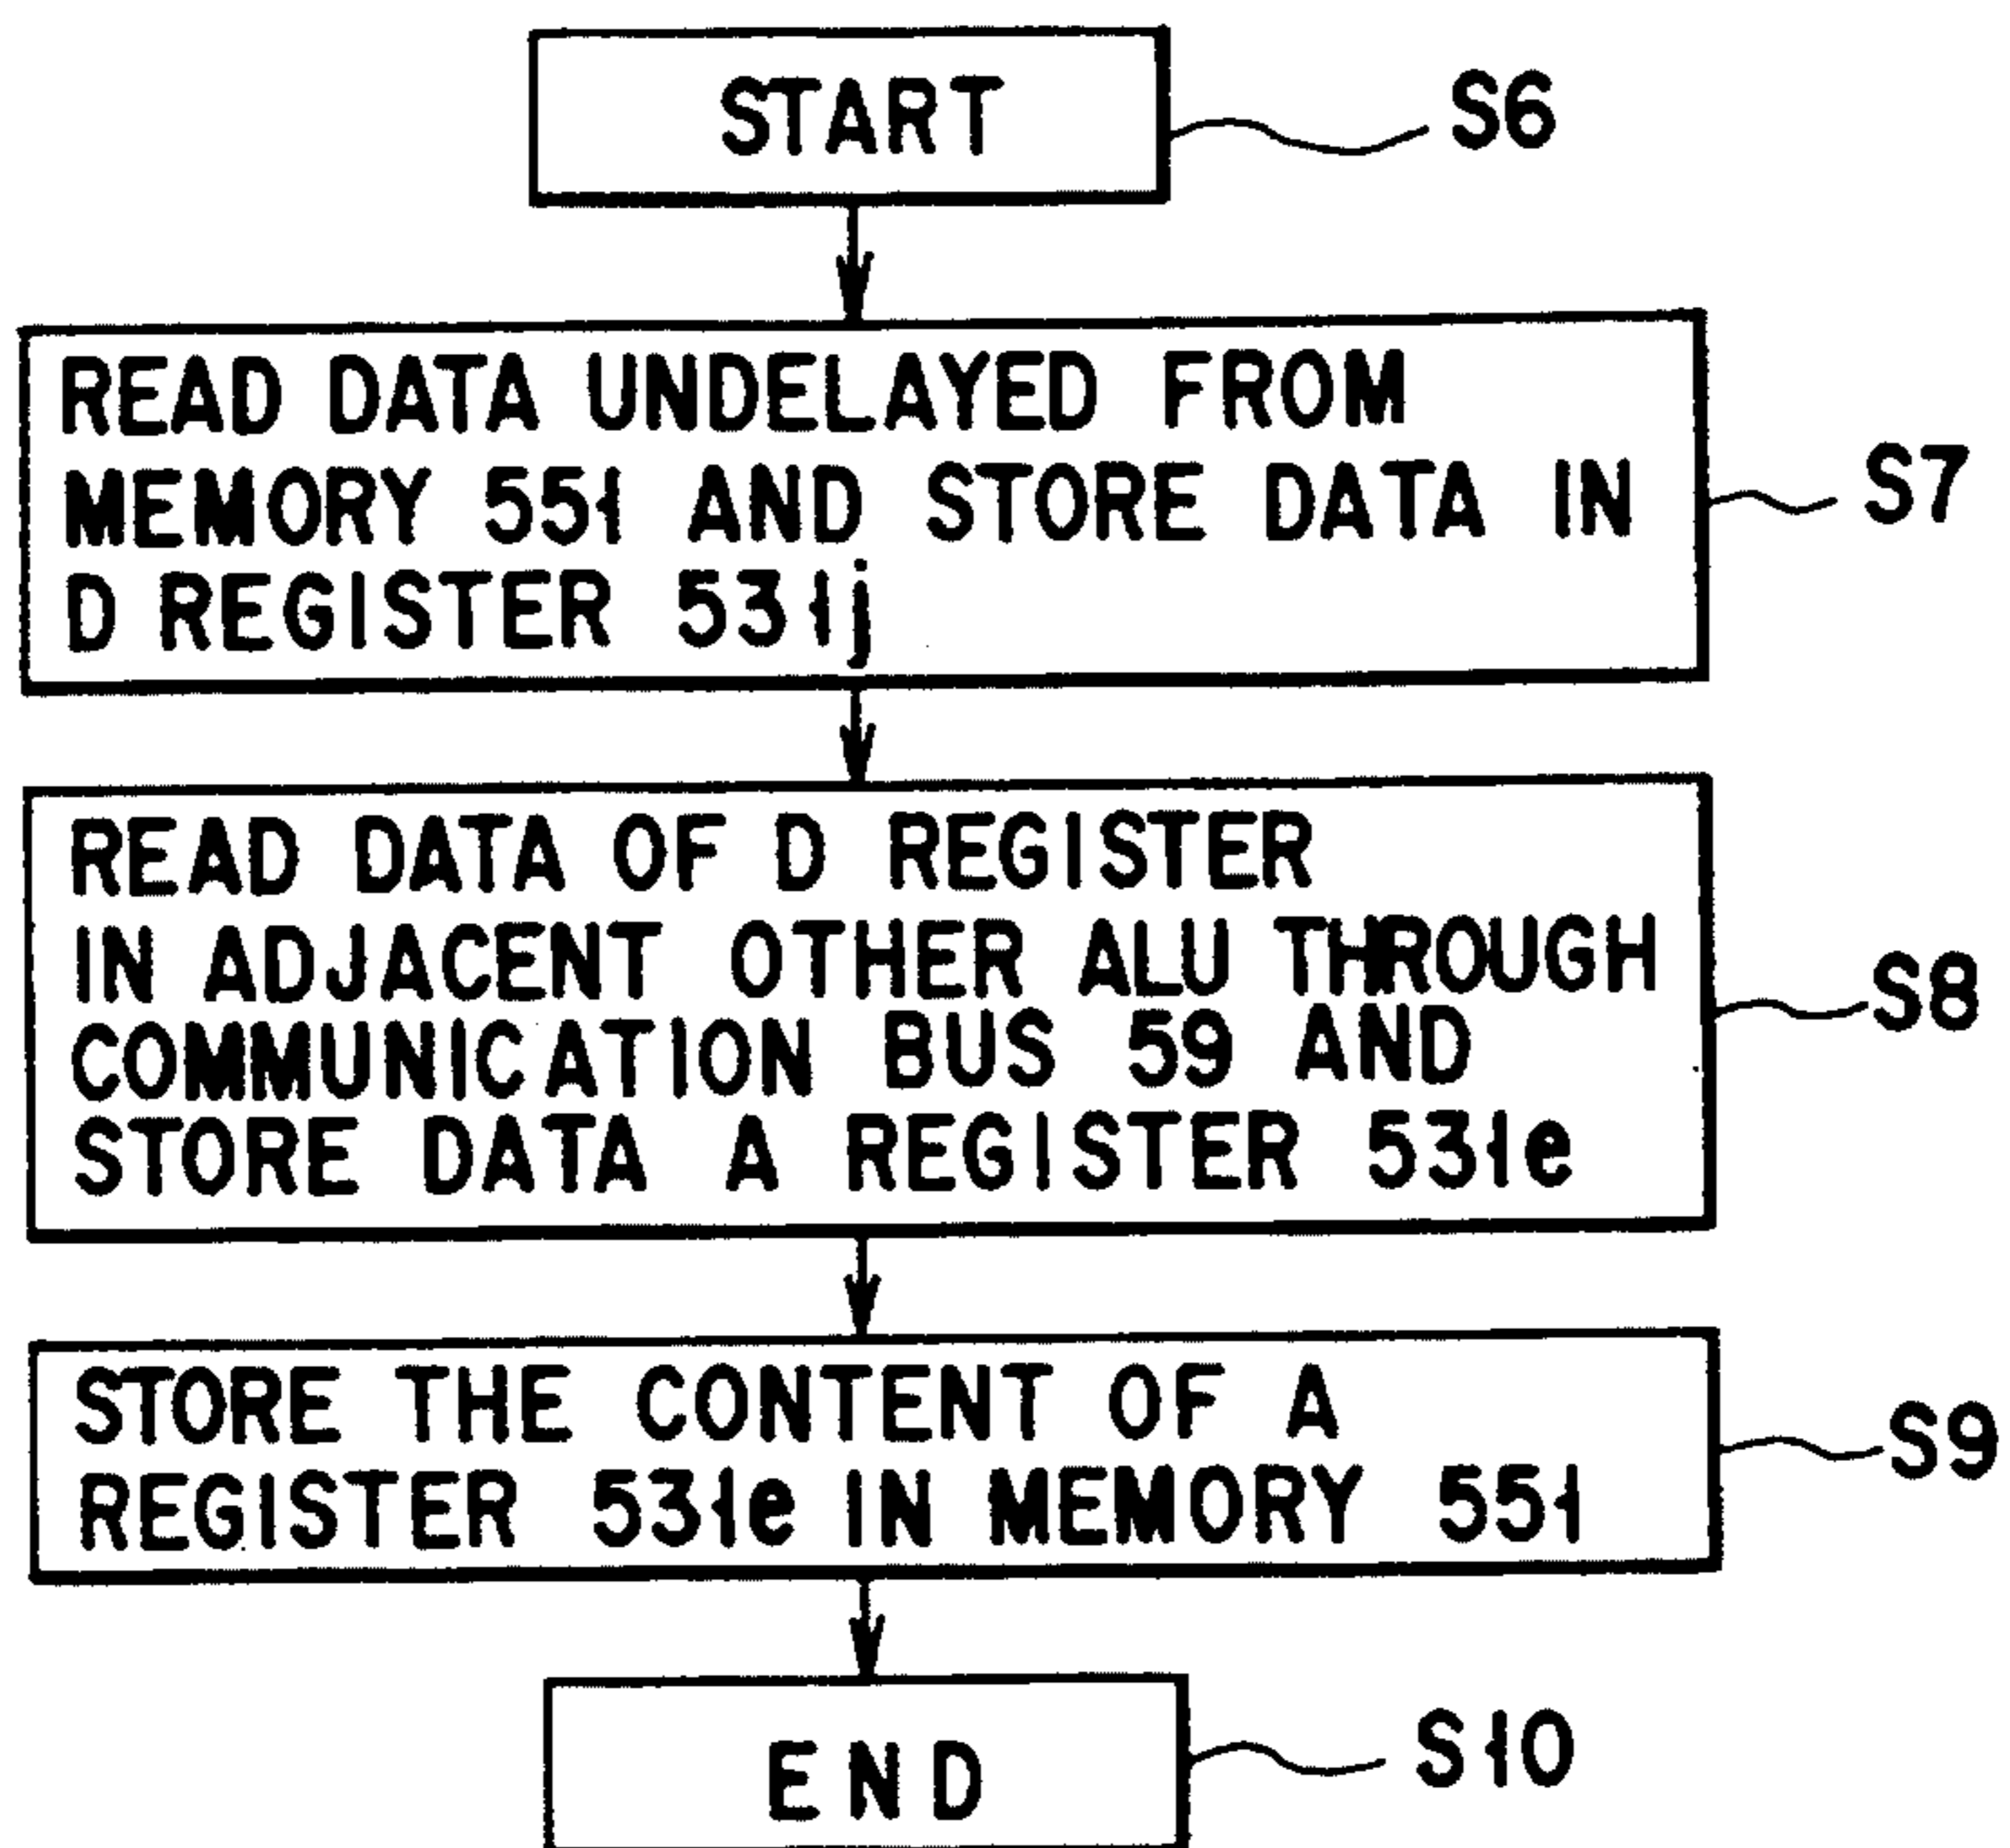 START
S6
READ DATA UNDELAYED FROM
MEMORY 551 AND STORE DATA IN
D REGISTER 531j
S7
READ DATA OF D REGISTER
IN ADJACENT OTHER ALU THROUGH
COMMUNICATION BUS 59 AND
STORE DATA A REGISTER 531e
S8
STORE THE CONTENT OF A
REGISTER 531e IN MEMORY 551
S9
END
S10